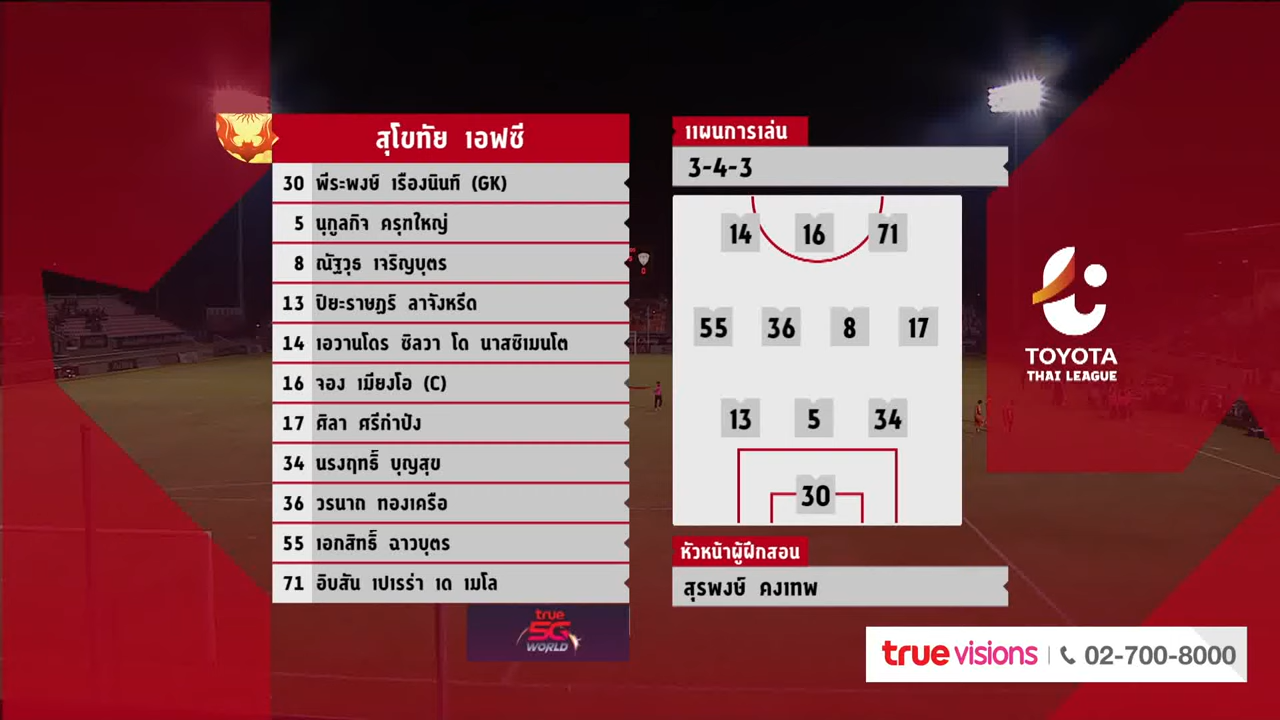 สุโขทัย เอฟซี
30 พีระพงษ์ เรืองนินท์ (GK)
5 นุกูลกิจ ครุฑใหญ่
8 ณัฐวุธ เจริญบุตร
13 ปิยะราษฎร์ ลาจังหรีด
14 เอวานโดร ซิลวา โด นาสซิเมนโต
16 จอง เมียงโอ (C)
17 ศิลา ศรีกำปัง
34 นรงฤทธิ์ บุญสุข
36 วรนาถ ทองเครือ
55 เอกสิทธิ์ ฉาวบุตร
71 อิบสัน เปเรร่า เด เมโล
true
5G
WORLD
แผนการเล่น
3-4-3
14 16 71
55 36 8 17
13 5 34
30
หัวหน้าผู้ฝึกสอน
สุรพงษ์ คงเทพ
TOYOTA
THAI LEAGUE
true visions 02-700-8000